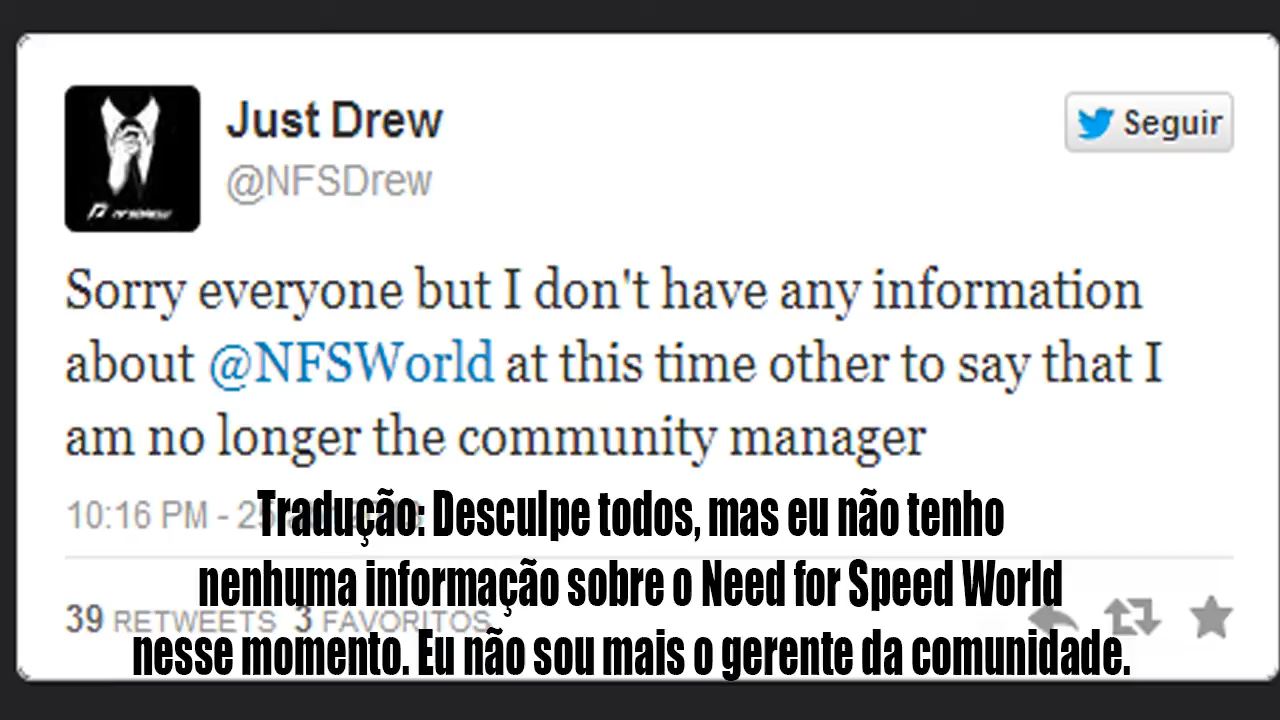 Just Drew
@NFSDrew
Seguir
NFSDREW
Sorry everyone but I don't have any information
about @NFSWorld at this time other to say that I
am no longer the community manager
10:16 PM - 25
Tradução: Desculpe todos, mas eu não tenho
nenhuma informação sobre o Need for Speed World
39 RETWEETS 3 FAVORITOS
nesse momento. Eu não sou mais o gerente da comunidade.